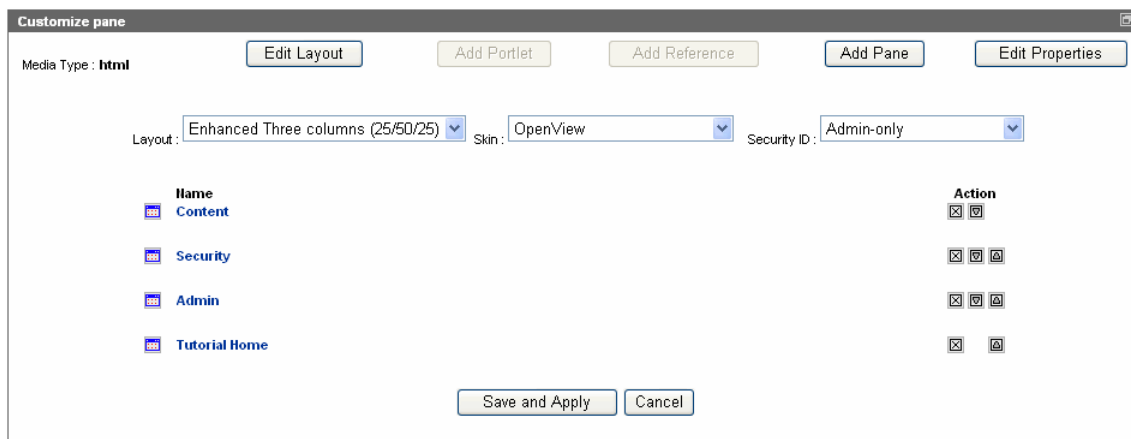 Customize pane
Media Type : html Edit Layout Add Portlet Add Reference Add Pane Edit Properties
Layout : Enhanced Three columns (25/50/25) Skin : OpenView Security ID : Admin-only
Name Action
Content
Security
Admin
Tutorial Home
Save and Apply Cancel